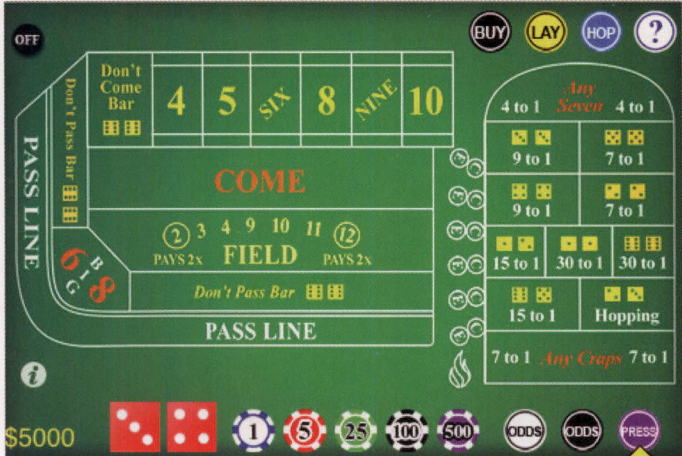 OFF
BUY
LAY
HOP
?
Don't
Come
Bar
4
5
SIX
8
NINE
10
Don't Pass Bar
PASS LINE
COME
2 3 4 9 10 11 12
PAYS 2x
FIELD
PAYS 2x
6
8
BIG
Don't Pass Bar
PASS LINE
Any
4 to 1 Seven 4 to 1
9 to 1
7 to 1
9 to 1
7 to 1
15 to 1
30 to 1
30 to 1
15 to 1
Hopping
7 to 1 Any Craps 7 to 1
E C
E C
E C
E C
E C
E C
i
$5000
1
5
25
100
500
ODDS
ODDS
PRESS